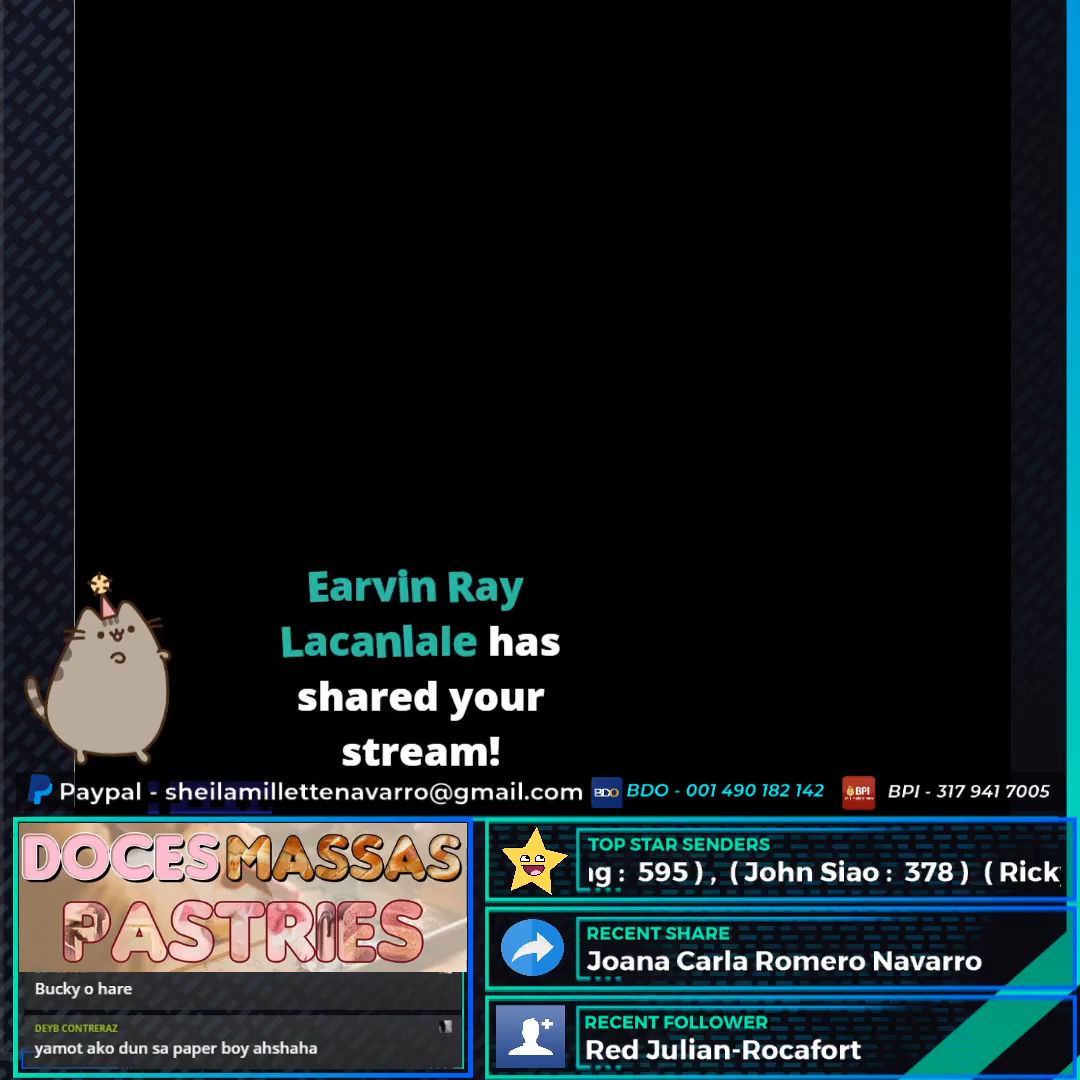 Earvin Ray
Lacanlale has
shared your
stream!
Paypal - sheilamillettenavarro@gmail.com
BDO
BDO - 001 490 182 142
BPI
BPI - 317 941 7005
DOCES MASSAS
PASTRIES
Bucky o hare
DEYB CONTRERAZ
yamot ako dun sa paper boy ahshaha
TOP STAR SENDERS
: 595 ) , ( John Siao : 378 ) ( Rick
RECENT SHARE
Joana Carla Romero Navarro
RECENT FOLLOWER
Red Julian-Rocafort